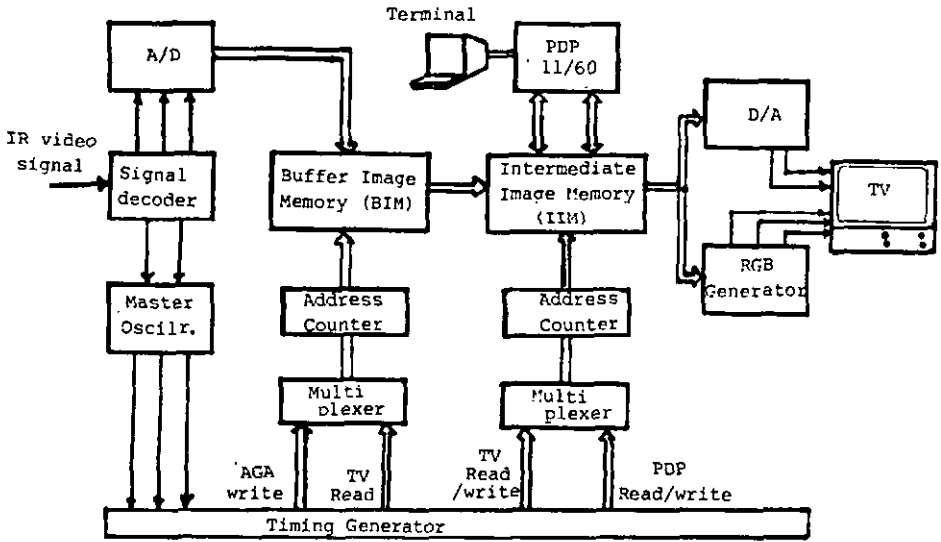 Terminal
A/D
PDP
11/60
D/A
IR video
signal
Signal
decoder
Buffer Image
Memory (BIM)
Intermediate
Image Memory
(IIM)
TV
RGB
Generator
Master
Oscilr.
Address
Counter
Address
Counter
Multi
plexer
Multi
plexer
AGA
write
TV
Read
TV
Read
/write
PDP
Read/write
Timing Generator